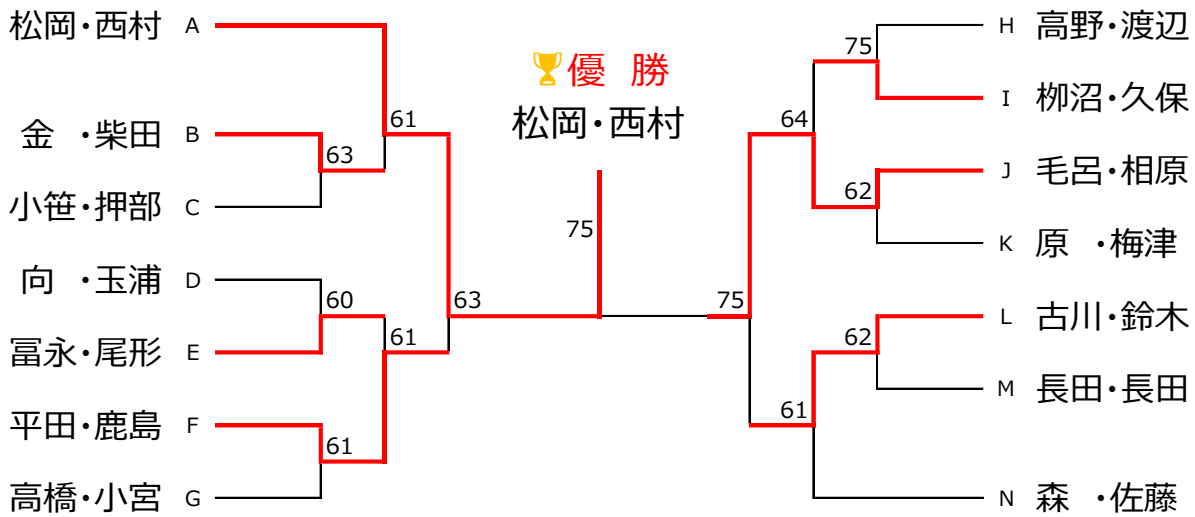 松岡・西村 A
金　・柴田 B
小笹・押部 C
向　・玉浦 D
冨永・尾形 E
平田・鹿島 F
高橋・小宮 G
61
63
60
61
61
63
🏆優　勝
松岡・西村
75
75
64
75
62
62
61
H 高野・渡辺
I 栁沼・久保
J 毛呂・相原
K 原　・梅津
L 古川・鈴木
M 長田・長田
N 森　・佐藤